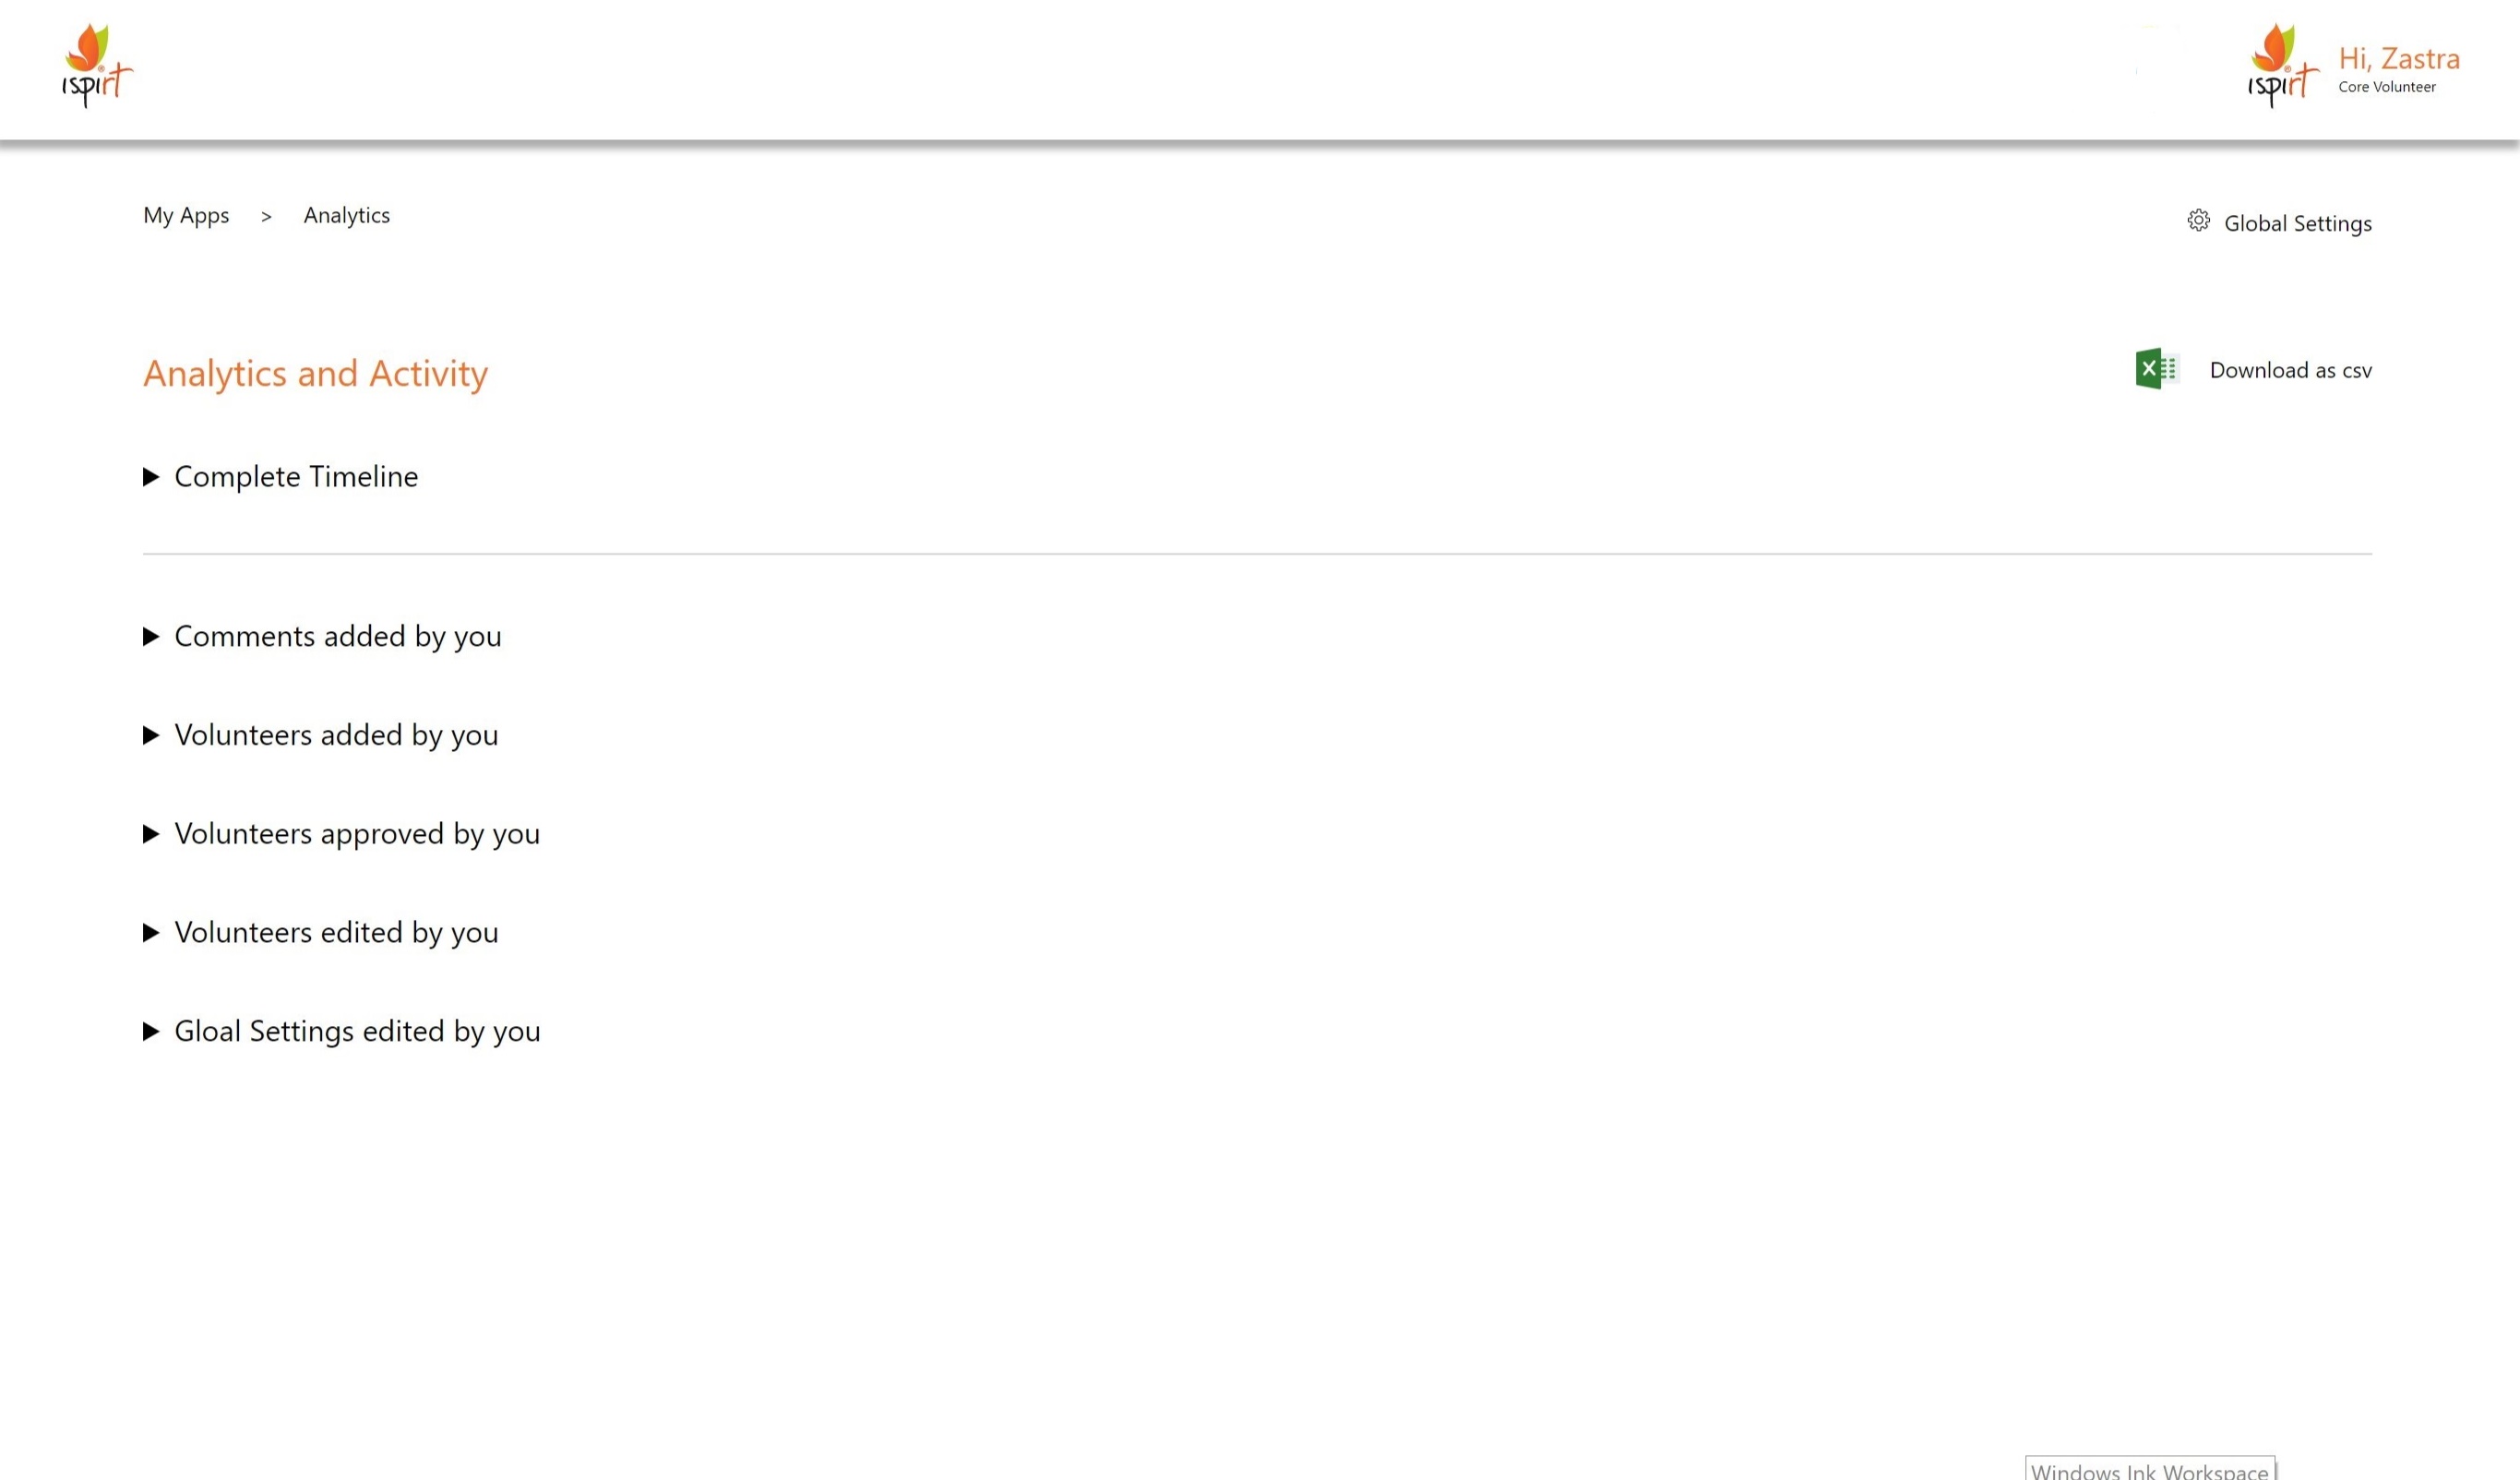 ispirt
ispirt
Hi, Zastra
Core Volunteer
My Apps > Analytics
Global Settings
Analytics and Activity
Download as csv
Complete Timeline
Comments added by you
Volunteers added by you
Volunteers approved by you
Volunteers edited by you
Gloal Settings edited by you
Windows Ink Workspace